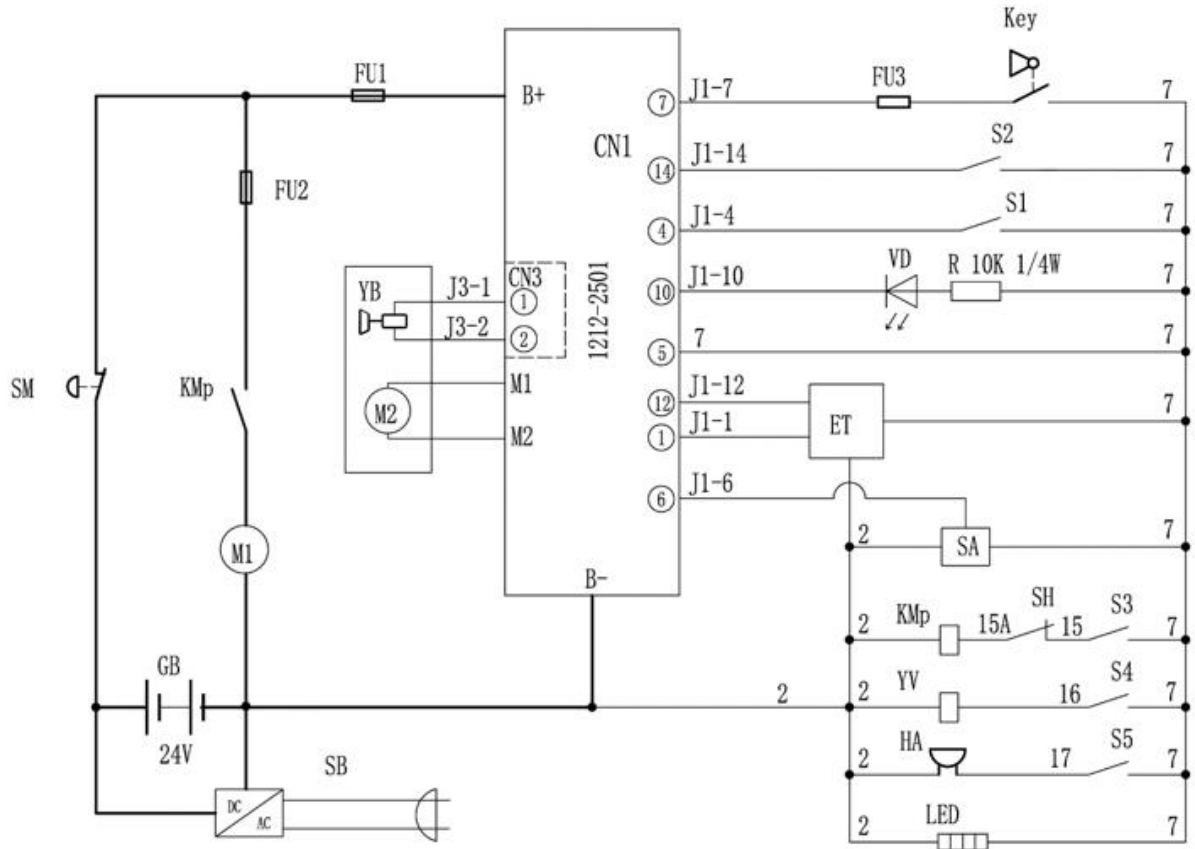 Key
FU1
FU3
B+
7
J1-7
7
CN1
S2
14
J1-14
7
FU2
S1
4
J1-4
7
CN3
VD
R 10K 1/4W
YB
J3-1
1
10
J1-10
7
J3-2
2
1212-2501
5
7
7
M1
J1-12
SM
KMp
12
M2
ET
7
J1-1
1
M2
6
J1-6
M1
2
SA
7
B-
KMp
SH
S3
2
15A
15
7
GB
YV
S4
2
2
16
7
24V
HA
S5
SB
2
17
7
DC
AC
LED
2
7